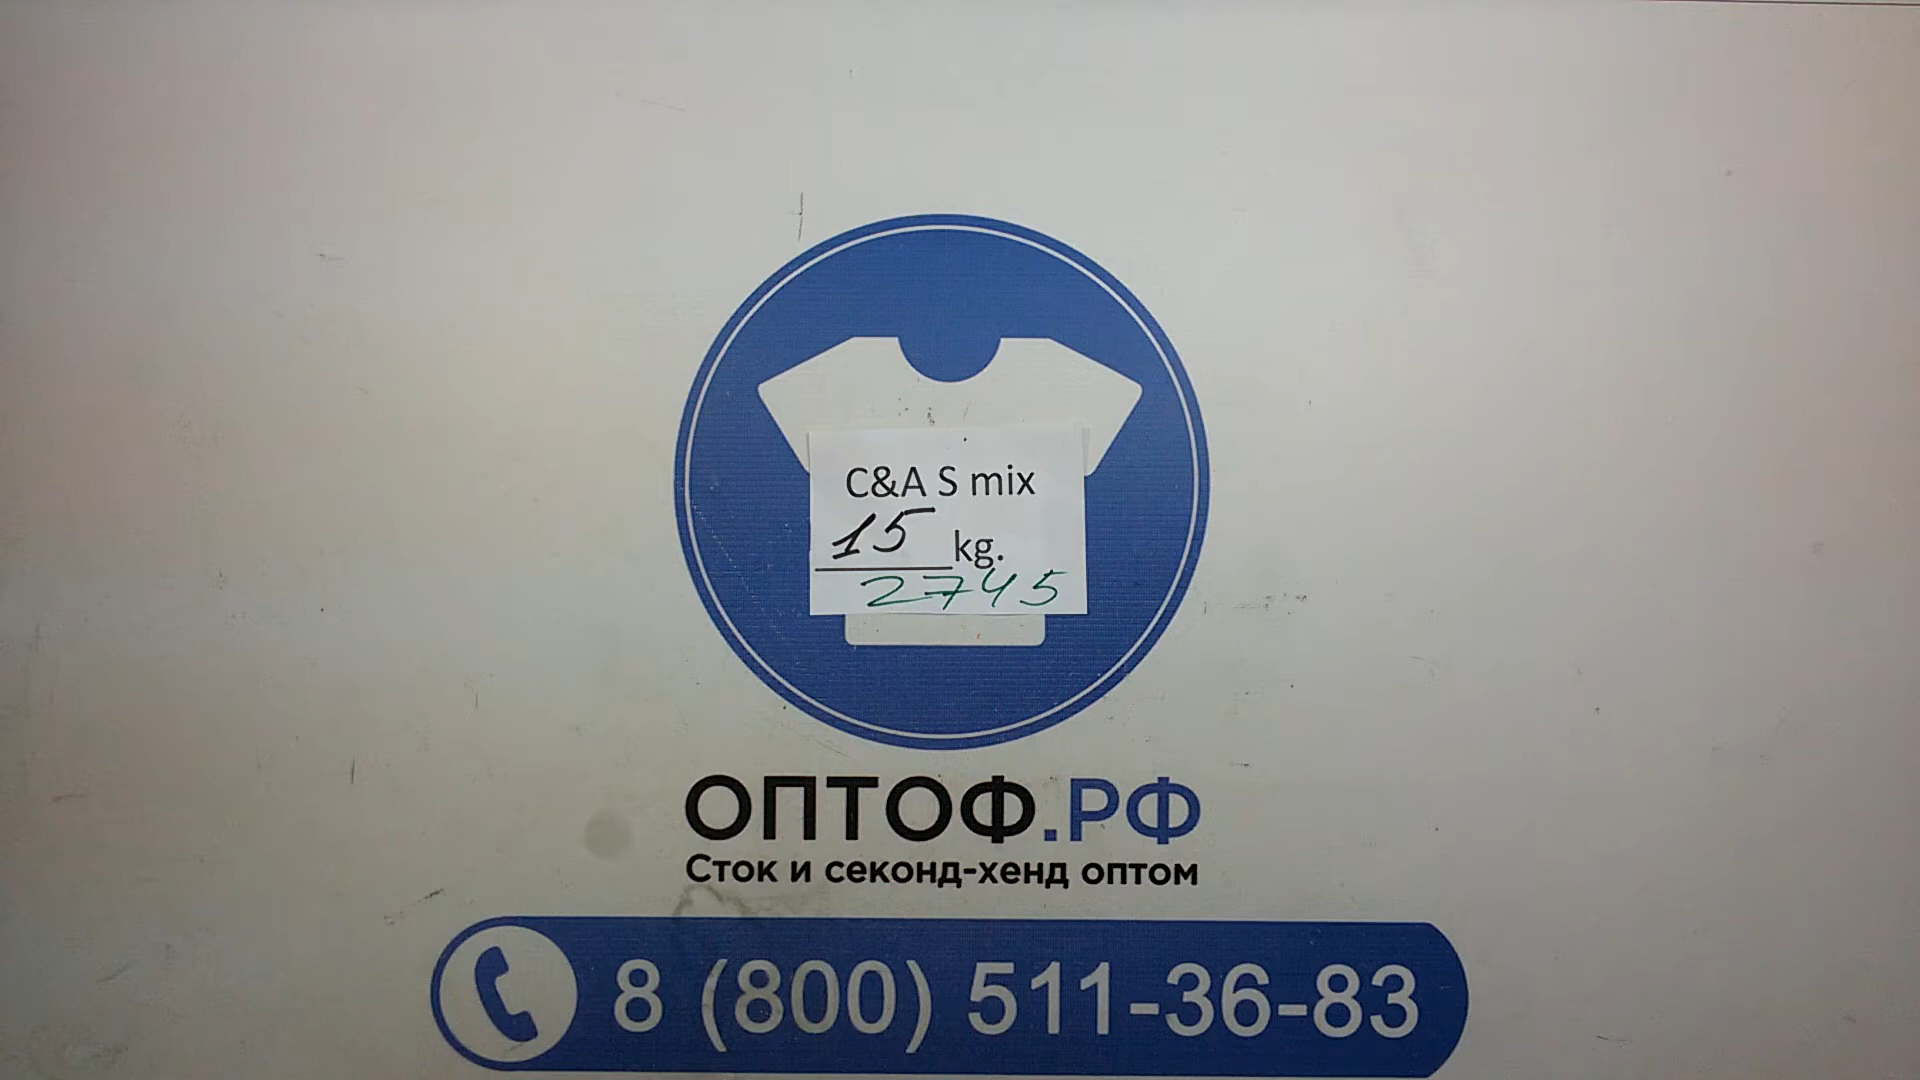 C&A S mix
15 kg.
2745
ОПТОФ.РФ
Сток и секонд-хенд оптом
8 (800) 511-36-83